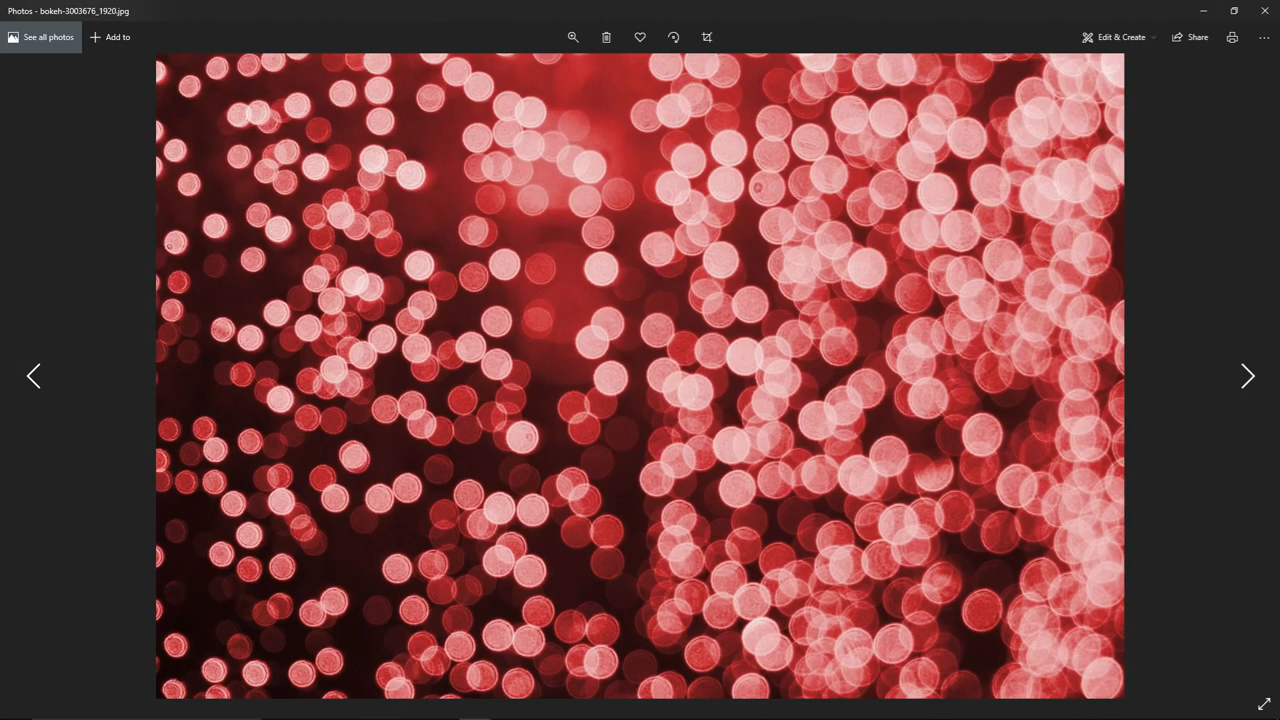 Photos - bokeh-3003676_1920.jpg
See all photos
Add to
Edit & Create
Share